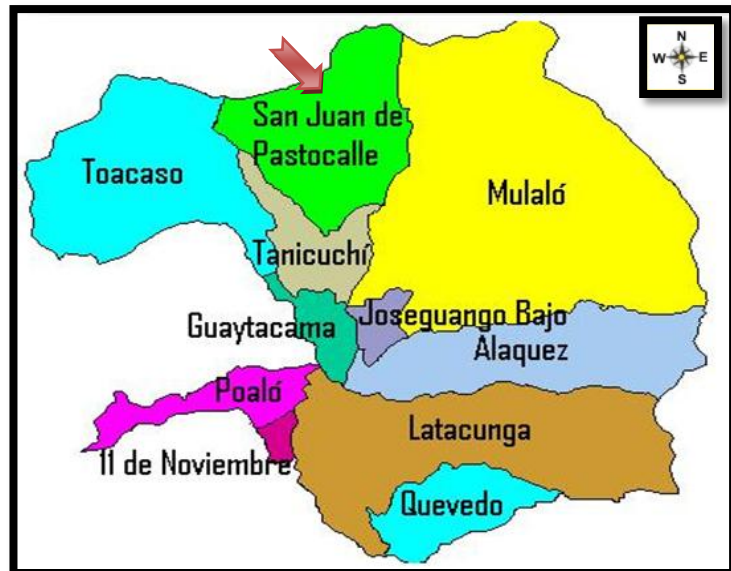 N
W E
S
San Juan de
Pastocalle
Toacaso
Mulaló
Tanicuchí
Guaytacama
Joseguango Bajo
Alaquez
Poaló
Latacunga
11 de Noviembre
Quevedo